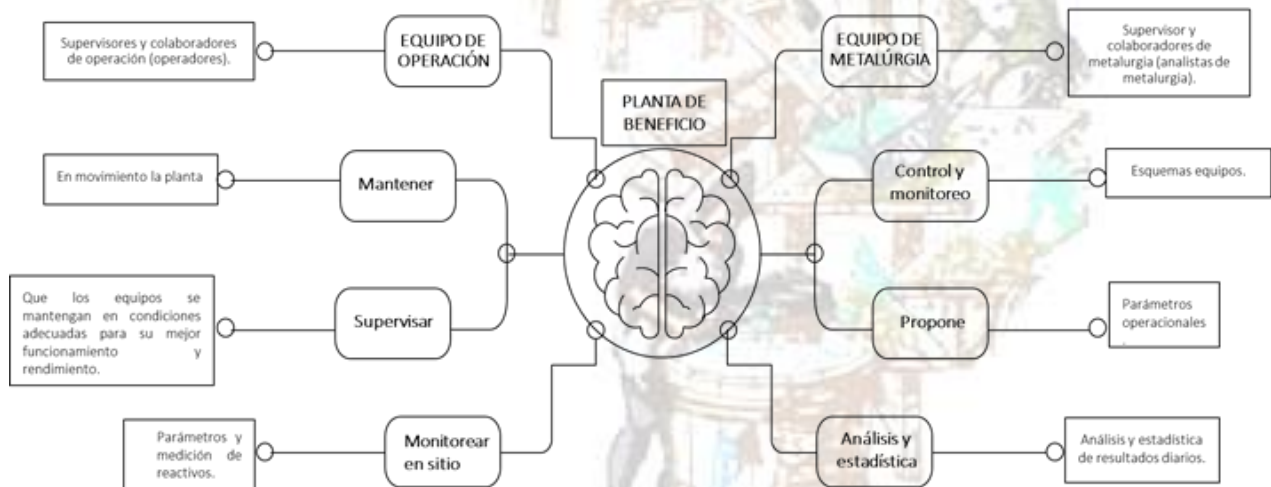 Supervisores y colaboradores
de operación (operadores).
EQUIPO DE
OPERACIÓN
En movimiento la planta
Mantener
Que los equipos se
mantengan en condiciones
adecuadas para su mejor
funcionamiento y
rendimiento.
Supervisar
Parámetros y
medición de
reactivos.
Monitorear
en sitio
PLANTA DE
BENEFICIO
EQUIPO DE
METALÚRGIA
Supervisor y
colaboradores de
metalurgia (analistas de
metalurgia).
Control y
monitoreo
Esquemas equipos.
Propone
Parámetros
operacionales
.
Análisis y
estadística
Análisis y estadística
de resultados diarios.